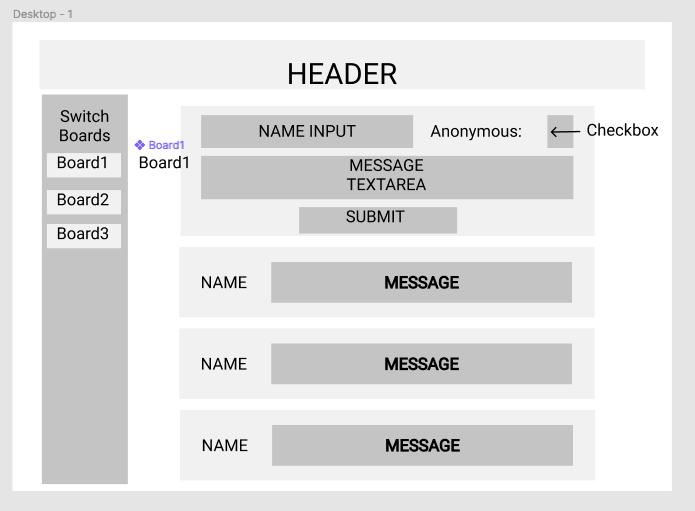 Desktop - 1
HEADER
Switch
Boards
Board1
Board2
Board3
Board1
Board1
NAME INPUT
Anonymous:
Checkbox
MESSAGE
TEXTAREA
SUBMIT
NAME
MESSAGE
NAME
MESSAGE
NAME
MESSAGE